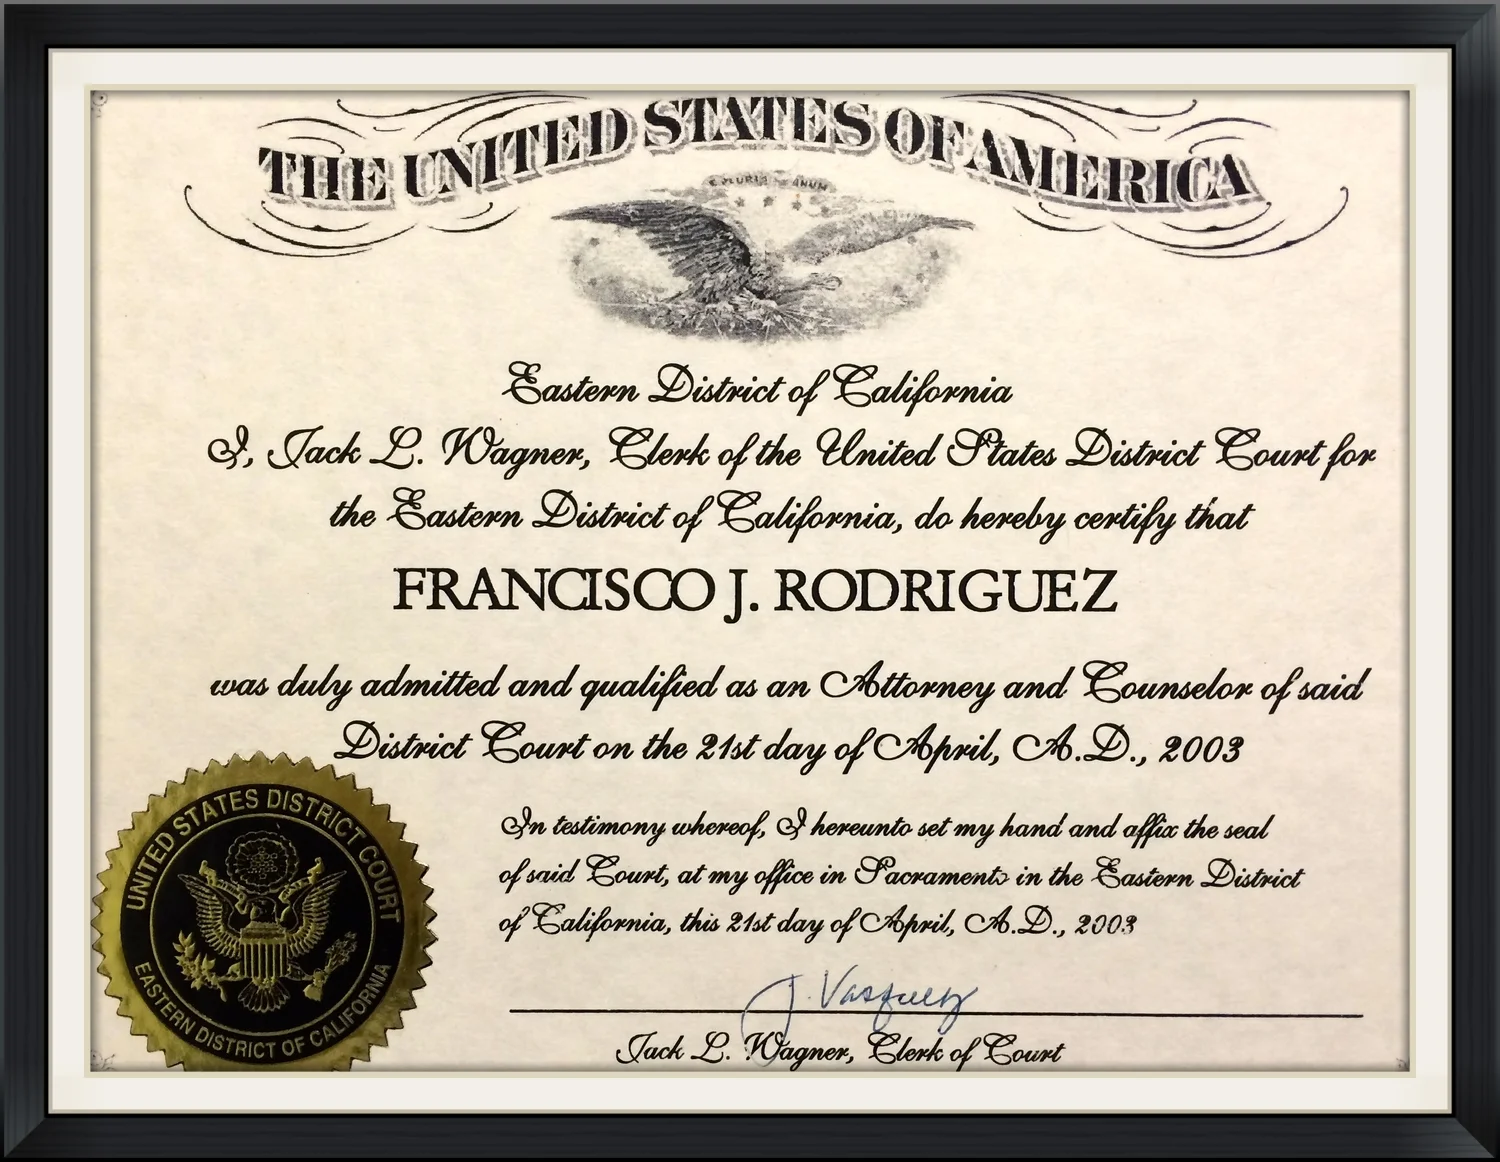 THE UNITED STATES OF AMERICA
E PLURIBUS UNUM
Eastern District of California
I, Jack L. Wagner, Clerk of the United States District Court for
the Eastern District of California, do hereby certify that
FRANCISCO J. RODRIGUEZ
was duly admitted and qualified as an Attorney and Counselor of said
District Court on the 21st day of April, A.D., 2003
In testimony whereof, I hereunto set my hand and affix the seal
of said Court, at my office in Sacramento in the Eastern District
of California, this 21st day of April, A.D., 2003
J. Vasquez
Jack L. Wagner, Clerk of Court
UNITED STATES DISTRICT COURT
EASTERN DISTRICT OF CALIFORNIA